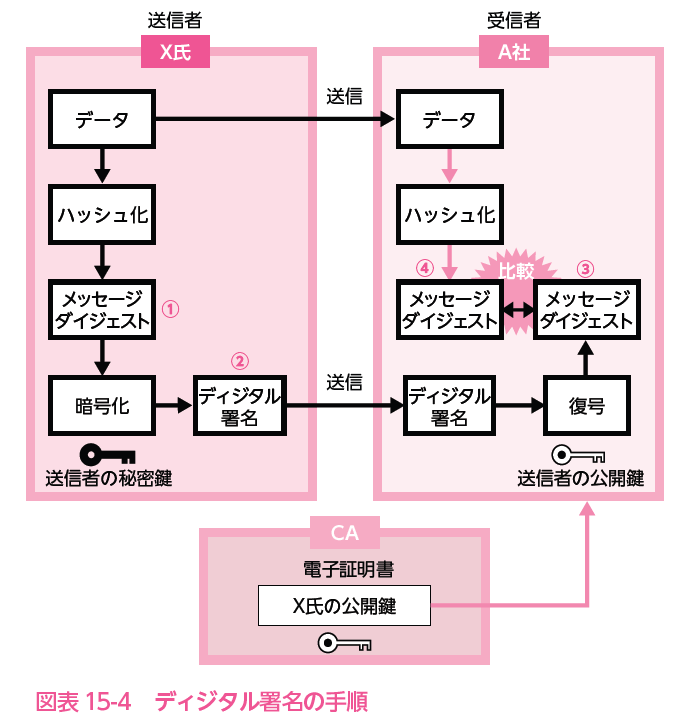 送信者
X氏
データ
ハッシュ化
メッセージ
ダイジェスト
①
暗号化
送信者の秘密鍵
②
ディジタル
署名
送信
送信
受信者
A社
データ
ハッシュ化
④
メッセージ
ダイジェスト
比較
③
メッセージ
ダイジェスト
ディジタル
署名
復号
送信者の公開鍵
CA
電子証明書
X氏の公開鍵
図表 15-4 ディジタル署名の手順